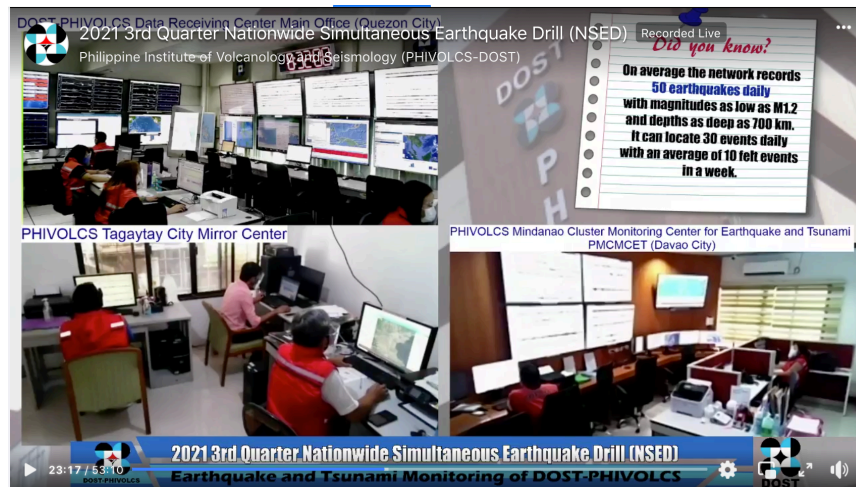 DOST-PHIVOLCS Data Receiving Center Main Office (Quezon City)
2021 3rd Quarter Nationwide Simultaneous Earthquake Drill (NSED)
Recorded Live
Philippine Institute of Volcanology and Seismology (PHIVOLCS-DOST)
Did you know?
On average the network records
50 earthquakes daily
with magnitudes as low as M1.2
and depths as deep as 700 km.
It can locate 30 events daily
with an average of 10 felt events
in a week.
DOST
PH
PHIVOLCS Tagaytay City Mirror Center
PHIVOLCS Mindanao Cluster Monitoring Center for Earthquake and Tsunami
PMCMCET (Davao City)
2021 3rd Quarter Nationwide Simultaneous Earthquake Drill (NSED)
23:17 / 53:10
Earthquake and Tsunami Monitoring of DOST-PHIVOLCS
DOST-PHIVOLCS
DOST